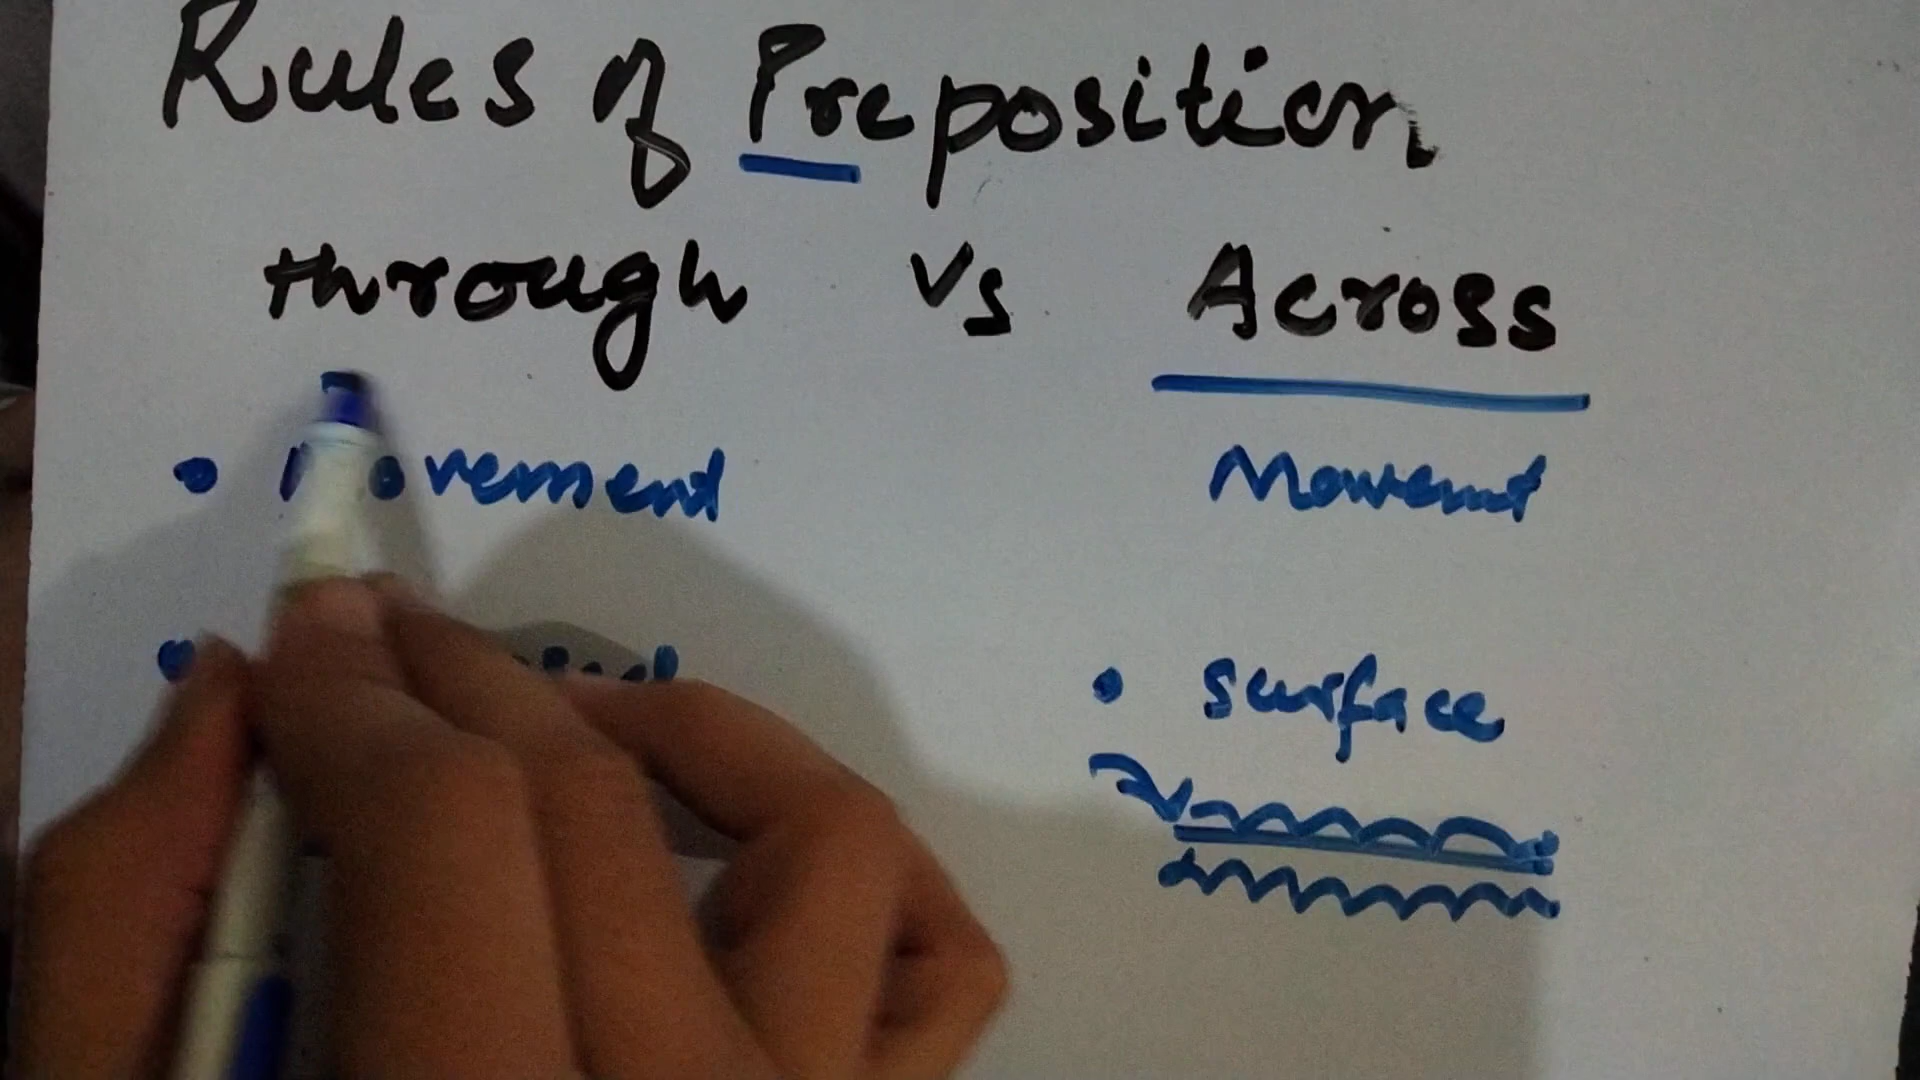 Rules of Preposition
through Vs Across
• Movement Movement
• surface